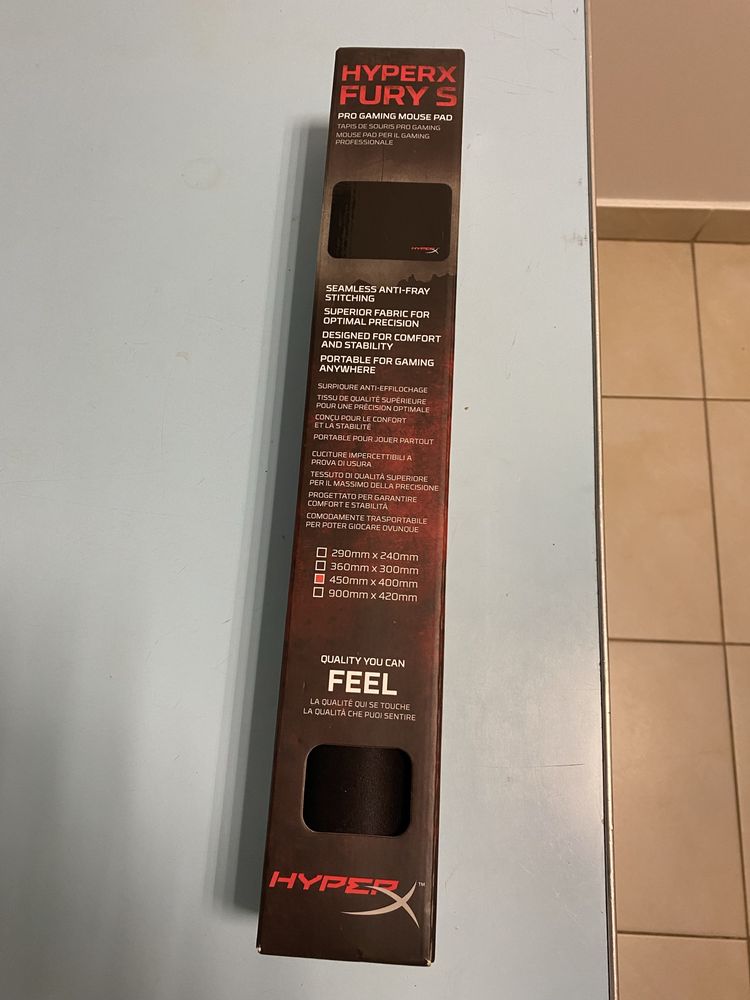 HYPERX
FURY S
PRO GAMING MOUSE PAD
TAPIS DE SOURIS PRO GAMING
MOUSE PAD PER IL GAMING
PROFESSIONALE
HYPERX
SEAMLESS ANTI-FRAY
STITCHING
SUPERIOR FABRIC FOR
OPTIMAL PRECISION
DESIGNED FOR COMFORT
AND STABILITY
PORTABLE FOR GAMING
ANYWHERE
SURPIQURE ANTI-EFFILOCHAGE
TISSU DE QUALITÉ SUPÉRIEURE
POUR UNE PRÉCISION OPTIMALE
CONÇU POUR LE CONFORT
ET LA STABILITÉ
PORTABLE POUR JOUER PARTOUT
CUCITURE IMPERCETTIBILI A
PROVA DI USURA
TESSUTO DI QUALITÀ SUPERIORE
PER IL MASSIMO DELLA PRECISIONE
PROGETTATO PER GARANTIRE
COMFORT E STABILITÀ
COMODAMENTE TRASPORTABILE
PER POTER GIOCARE OVUNQUE
290mm x 240mm
360mm x 300mm
450mm x 400mm
900mm x 420mm
QUALITY YOU CAN
FEEL
LA QUALITÉ QUI SE TOUCHE
LA QUALITÀ CHE PUOI SENTIRE
HYPERX™